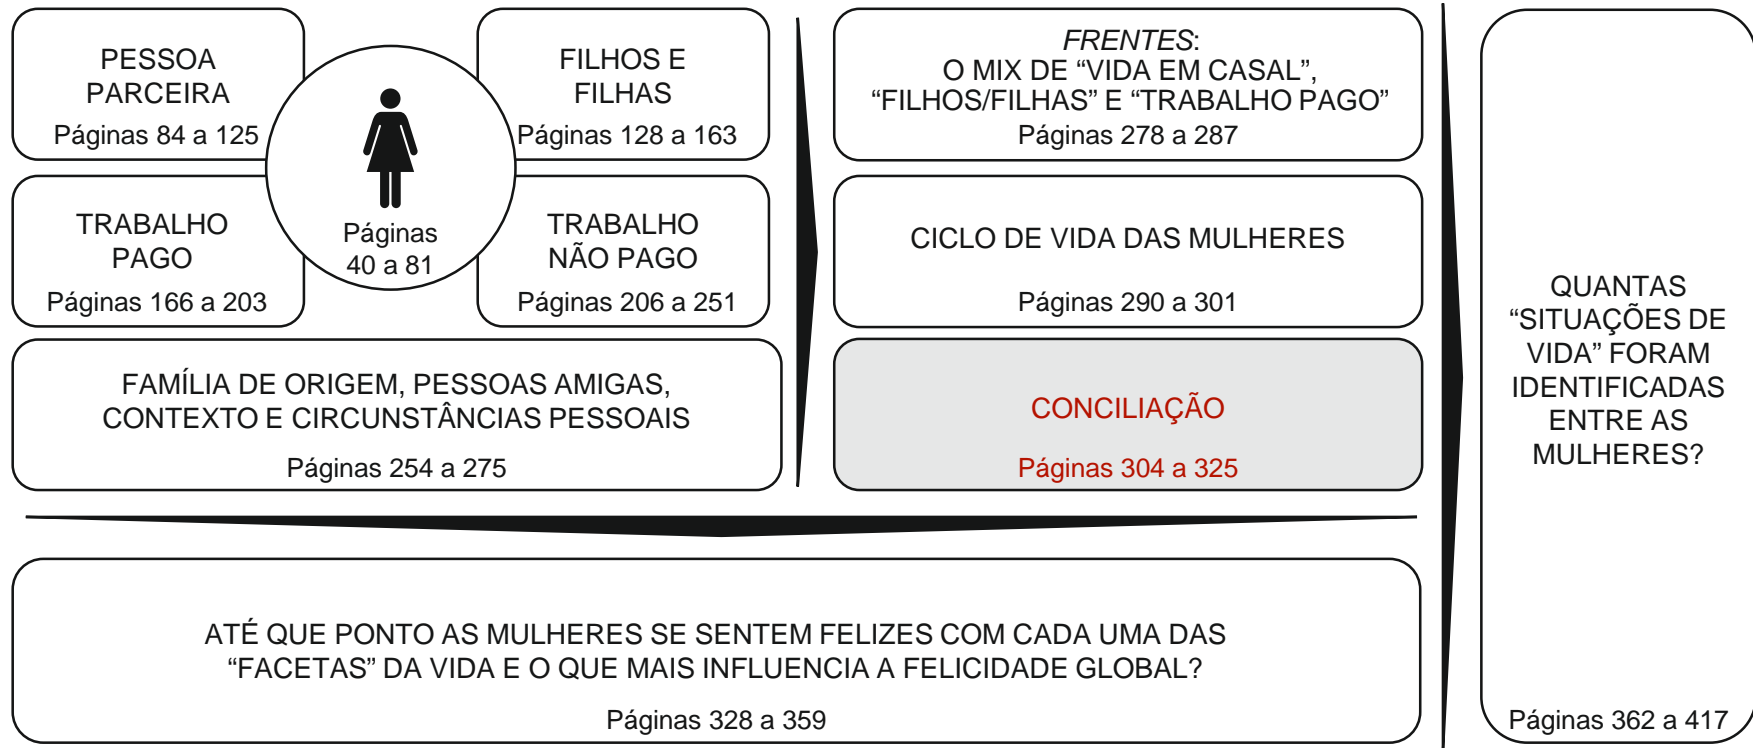 PESSOA
PARCEIRA
Páginas 84 a 125
FILHOS E
FILHAS
Páginas 128 a 163
Páginas
40 a 81
TRABALHO
PAGO
Páginas 166 a 203
TRABALHO
NÃO PAGO
Páginas 206 a 251
FAMÍLIA DE ORIGEM, PESSOAS AMIGAS,
CONTEXTO E CIRCUNSTÂNCIAS PESSOAIS
Páginas 254 a 275
FRENTES:
O MIX DE “VIDA EM CASAL”,
“FILHOS/FILHAS” E “TRABALHO PAGO”
Páginas 278 a 287
CICLO DE VIDA DAS MULHERES
Páginas 290 a 301
CONCILIAÇÃO
Páginas 304 a 325
ATÉ QUE PONTO AS MULHERES SE SENTEM FELIZES COM CADA UMA DAS
“FACETAS” DA VIDA E O QUE MAIS INFLUENCIA A FELICIDADE GLOBAL?
Páginas 328 a 359
QUANTAS
“SITUAÇÕES DE
VIDA” FORAM
IDENTIFICADAS
ENTRE AS
MULHERES?
Páginas 362 a 417